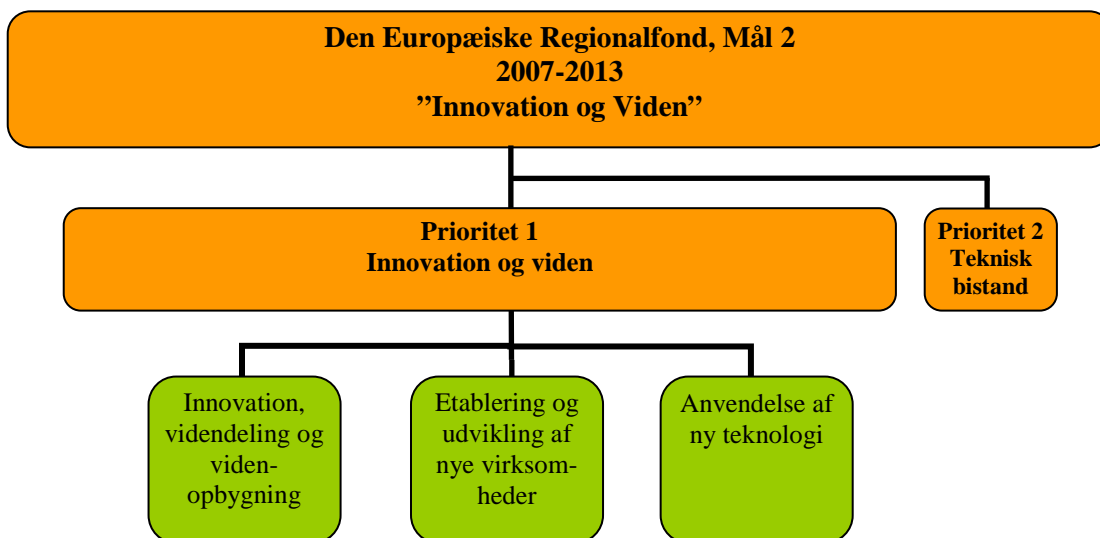 Den Europæiske Regionalfond, Mål 2
2007-2013
”Innovation og Viden”
Prioritet 1
Innovation og viden
Prioritet 2
Teknisk
bistand
Innovation,
videndeling og
viden-
opbygning
Etablering og
udvikling af
nye virksom-
heder
Anvendelse af
ny teknologi